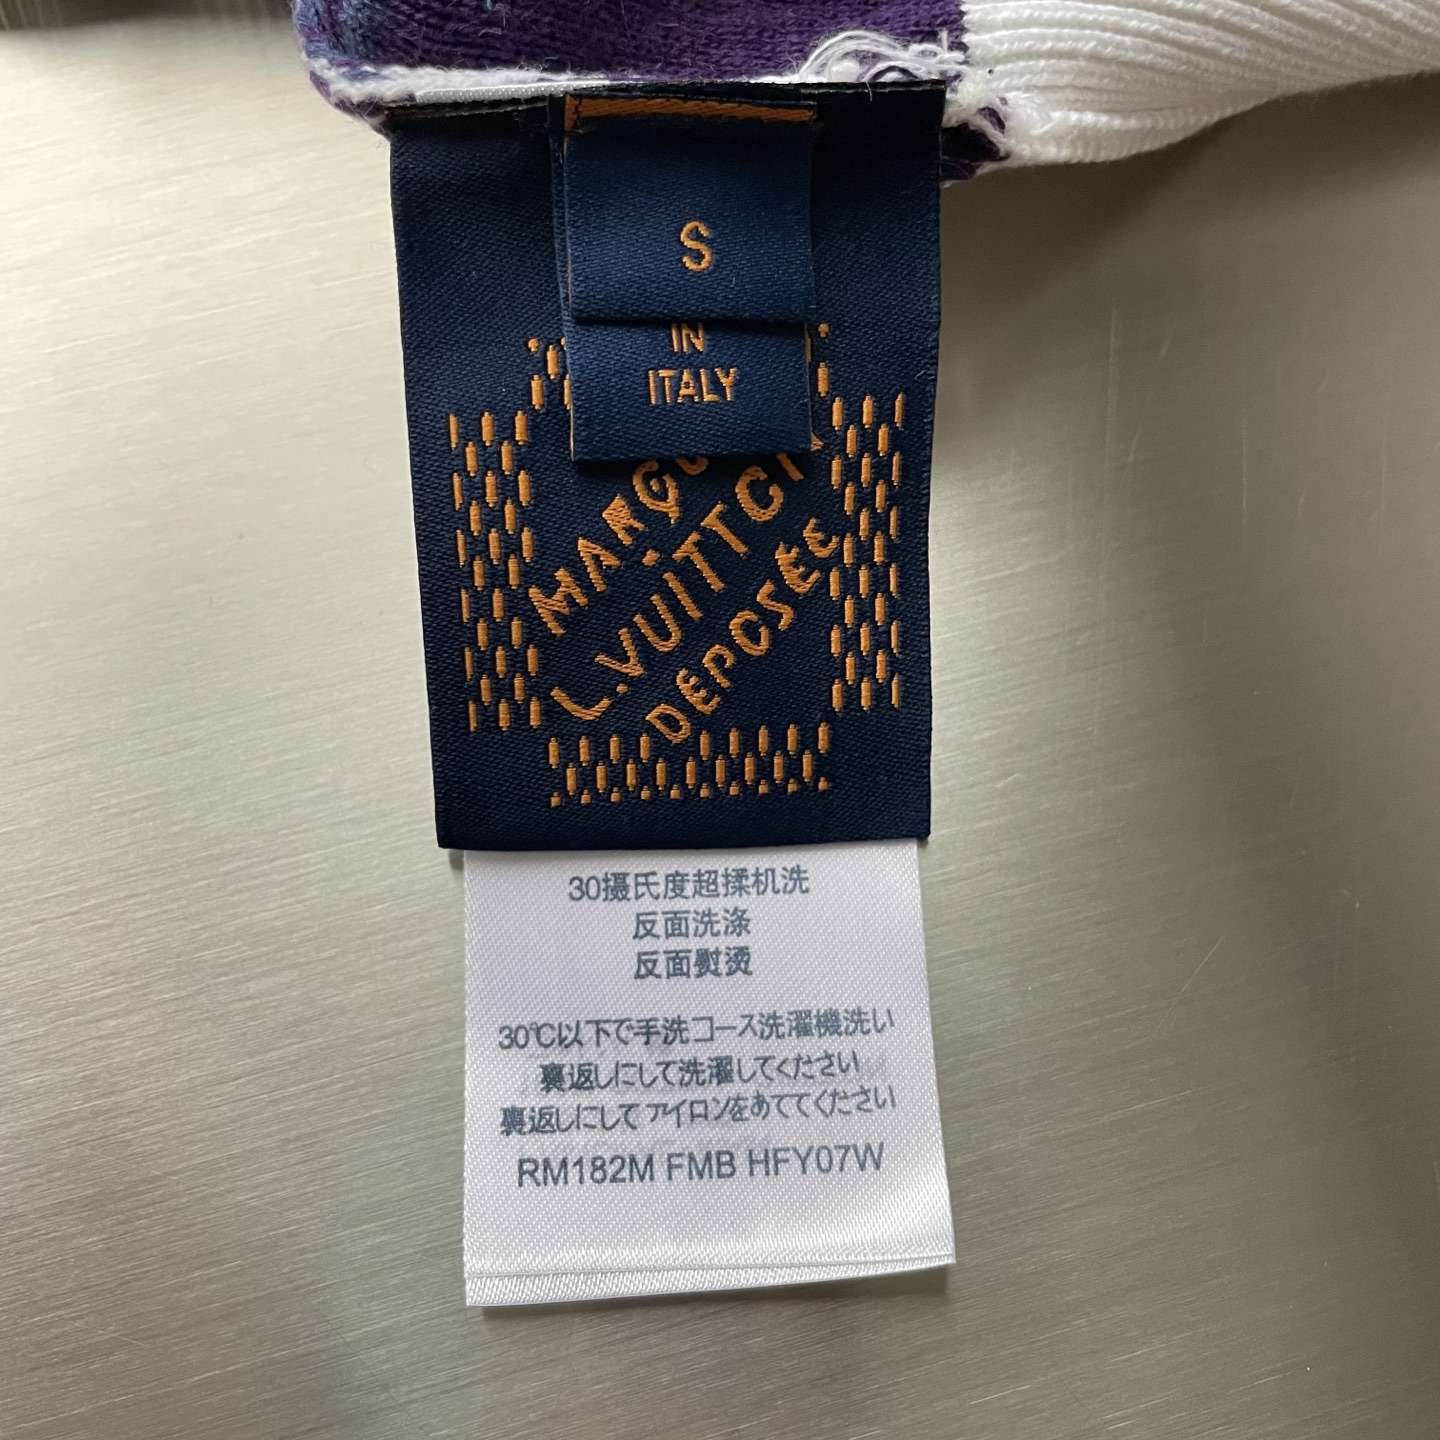 S
IN
ITALY
MARQU
L.VUITTO
DÉPOSÉE
30摄氏度超揉机洗
反面洗涤
反面熨烫
30℃以下で手洗コース洗濯機洗い
裏返しにして洗濯してください
裏返しにしてアイロンをあててください
RM182M FMB HFY07W